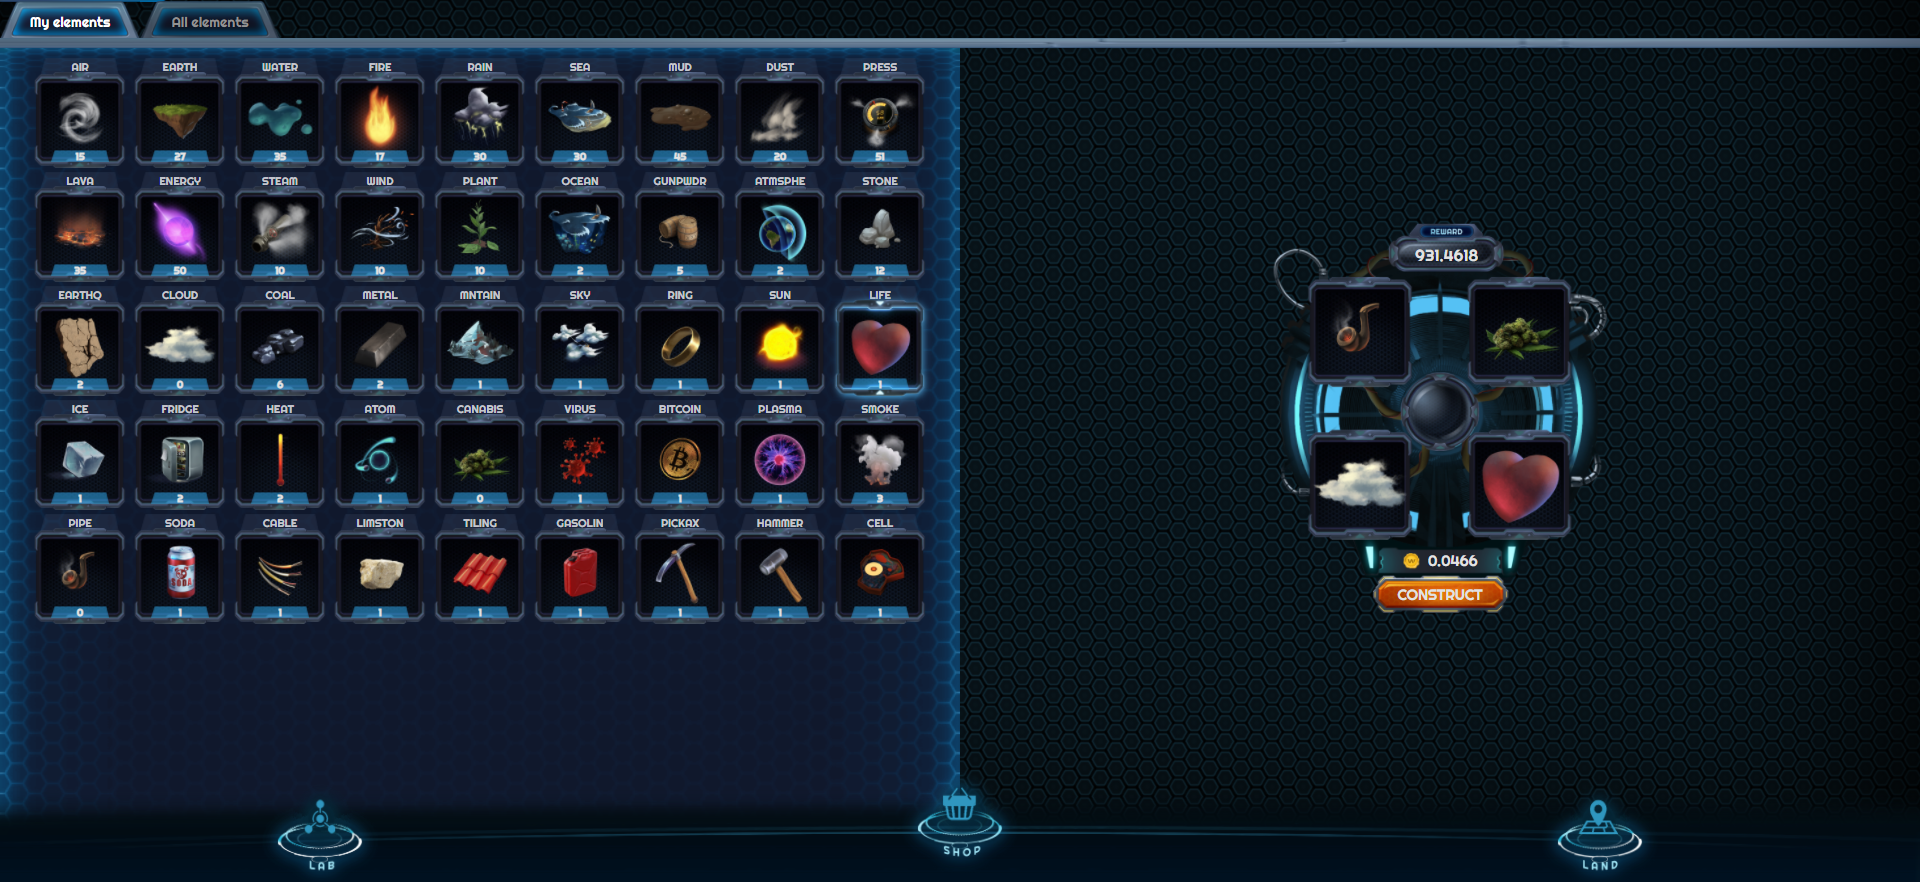 My elements All elements
AIR EARTH WATER FIRE RAIN SEA MUD DUST PRESS
15 27 35 17 30 30 45 20 51
LAVA ENERGY STEAM WIND PLANT OCEAN GUNPWDR ATMSPHE STONE
35 50 10 10 10 2 5 2 12
EARTHQ CLOUD COAL METAL MNTAIN SKY RING SUN LIFE
2 0 6 2 1 1 1 1 1
ICE FRIDGE HEAT ATOM CANABIS VIRUS BITCOIN PLASMA SMOKE
1 2 2 1 0 1 1 1 3
PIPE SODA CABLE LIMSTON TILING GASOLIN PICKAX HAMMER CELL
SODA
0 1 1 1 1 1 1 1 1
REWARD
931.4618
0.0466
CONSTRUCT
LAB SHOP LAND